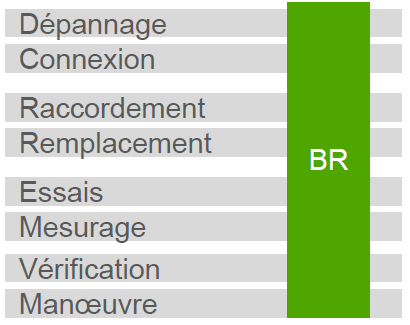 Dépannage
Connexion
Raccordement
Remplacement
BR
Essais
Mesurage
Vérification
Manœuvre